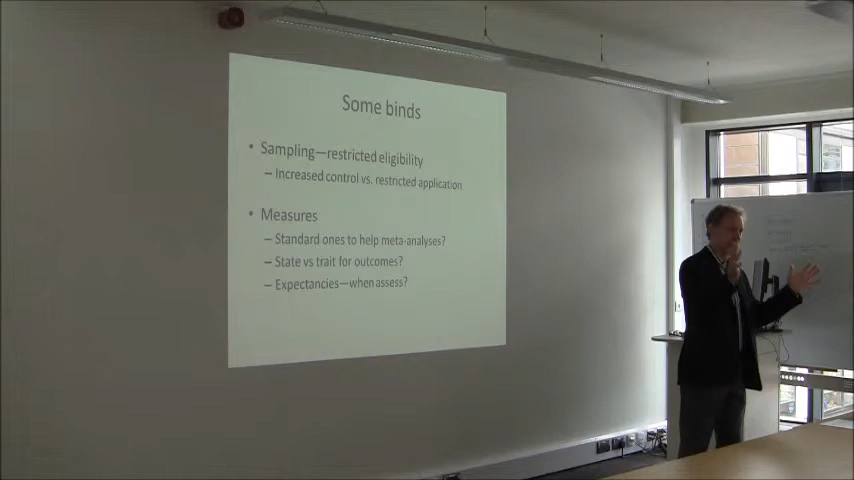 Some binds
• Sampling—restricted eligibility
– Increased control vs. restricted application
• Measures
– Standard ones to help meta-analyses?
– State vs trait for outcomes?
– Expectancies—when assess?